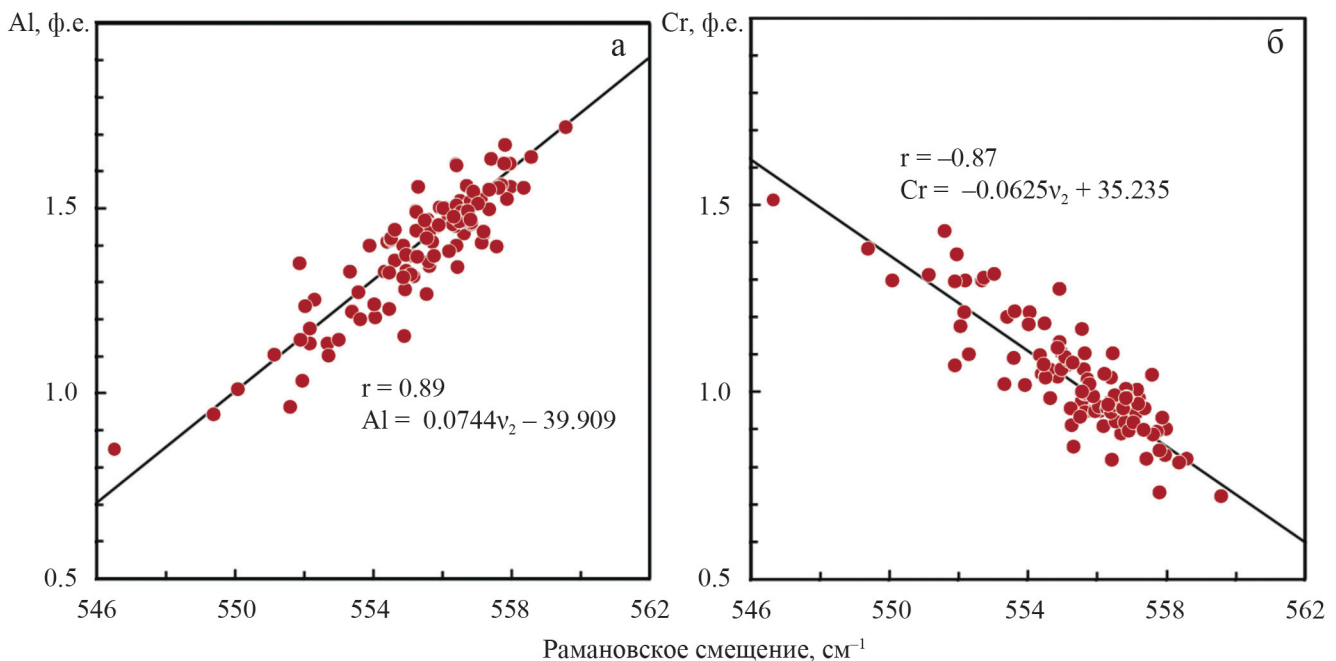 Al, ф.е.
а
1.5
1.0
0.5
r = 0.89
Al = 0.0744ν₂ – 39.909
546
550
554
558
562
Cr, ф.е.
б
1.5
1.0
0.5
r = –0.87
Cr = –0.0625ν₂ + 35.235
546
550
554
558
562
Рамановское смещение, см⁻¹